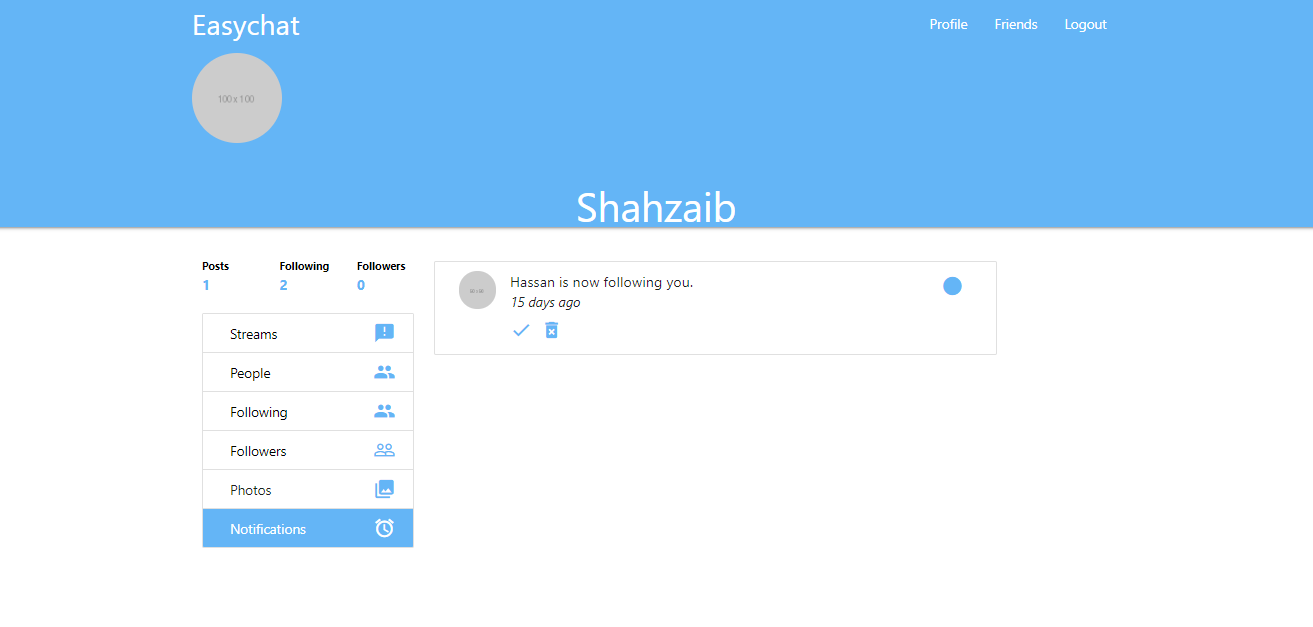 Easychat
Profile Friends Logout
100 x 100
Shahzaib
Posts Following Followers
1 2 0
Hassan is now following you.
15 days ago
Streams
People
Following
Followers
Photos
Notifications